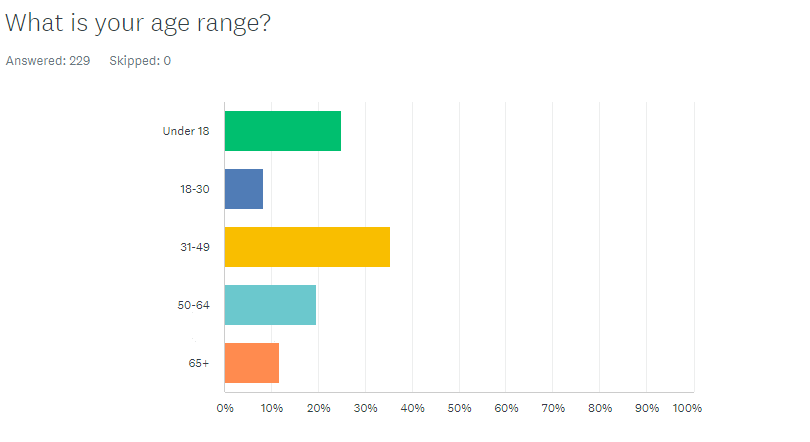 What is your age range?
Answered: 229 Skipped: 0
Under 18
18-30
31-49
50-64
65+
0% 10% 20% 30% 40% 50% 60% 70% 80% 90% 100%